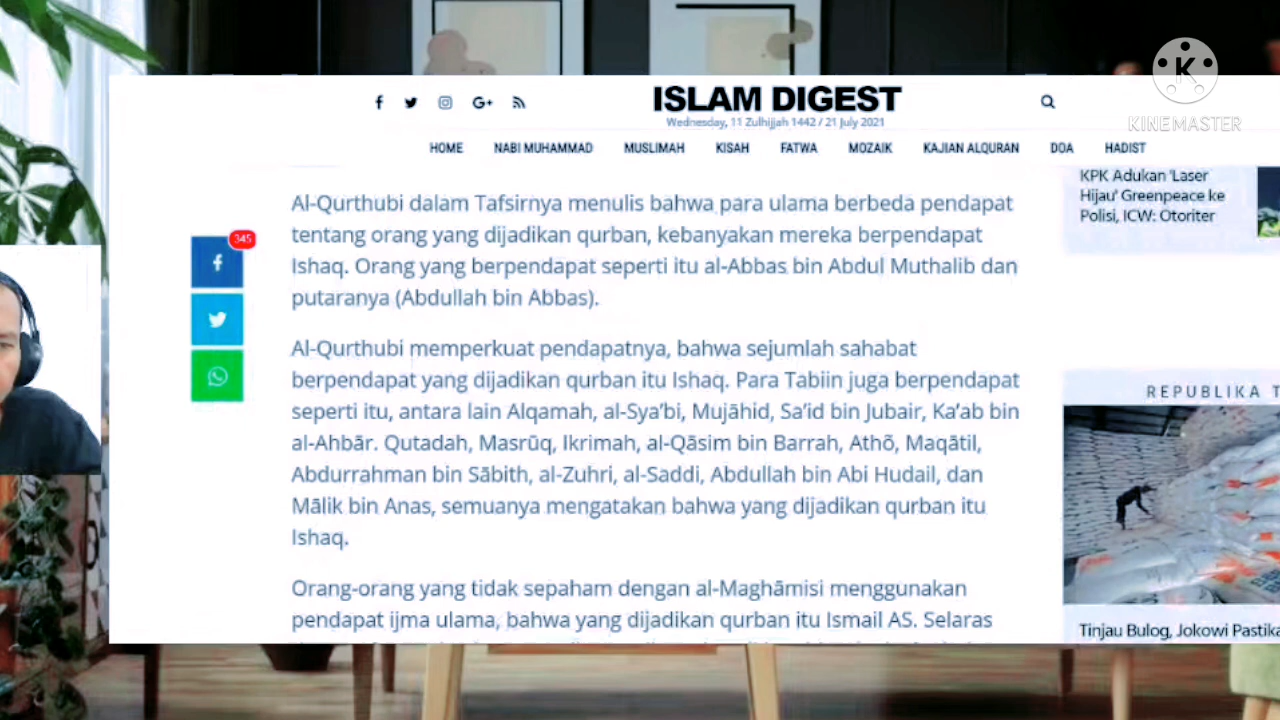 KINEMASTER
ISLAM DIGEST
Wednesday, 11 Zulhijjah 1442 / 21 July 2021
HOME NABI MUHAMMAD MUSLIMAH KISAH FATWA MOZAIK KAJIAN ALQURAN DOA HADIST
345
Al-Qurthubi dalam Tafsirnya menulis bahwa para ulama berbeda pendapat
tentang orang yang dijadikan qurban, kebanyakan mereka berpendapat
Ishaq. Orang yang berpendapat seperti itu al-Abbas bin Abdul Muthalib dan
putaranya (Abdullah bin Abbas).
Al-Qurthubi memperkuat pendapatnya, bahwa sejumlah sahabat
berpendapat yang dijadikan qurban itu Ishaq. Para Tabiin juga berpendapat
seperti itu, antara lain Alqamah, al-Sya’bi, Mujāhid, Sa’id bin Jubair, Ka’ab bin
al-Ahbār. Qutadah, Masrūq, Ikrimah, al-Qāsim bin Barrah, Athõ, Maqātil,
Abdurrahman bin Sābith, al-Zuhri, al-Saddi, Abdullah bin Abi Hudail, dan
Mālik bin Anas, semuanya mengatakan bahwa yang dijadikan qurban itu
Ishaq.
Orang-orang yang tidak sepaham dengan al-Maghāmisi menggunakan
pendapat ijma ulama, bahwa yang dijadikan qurban itu Ismail AS. Selaras
KPK Adukan 'Laser
Hijau' Greenpeace ke
Polisi, ICW: Otoriter
REPUBLIKA T
Tinjau Bulog, Jokowi Pastika